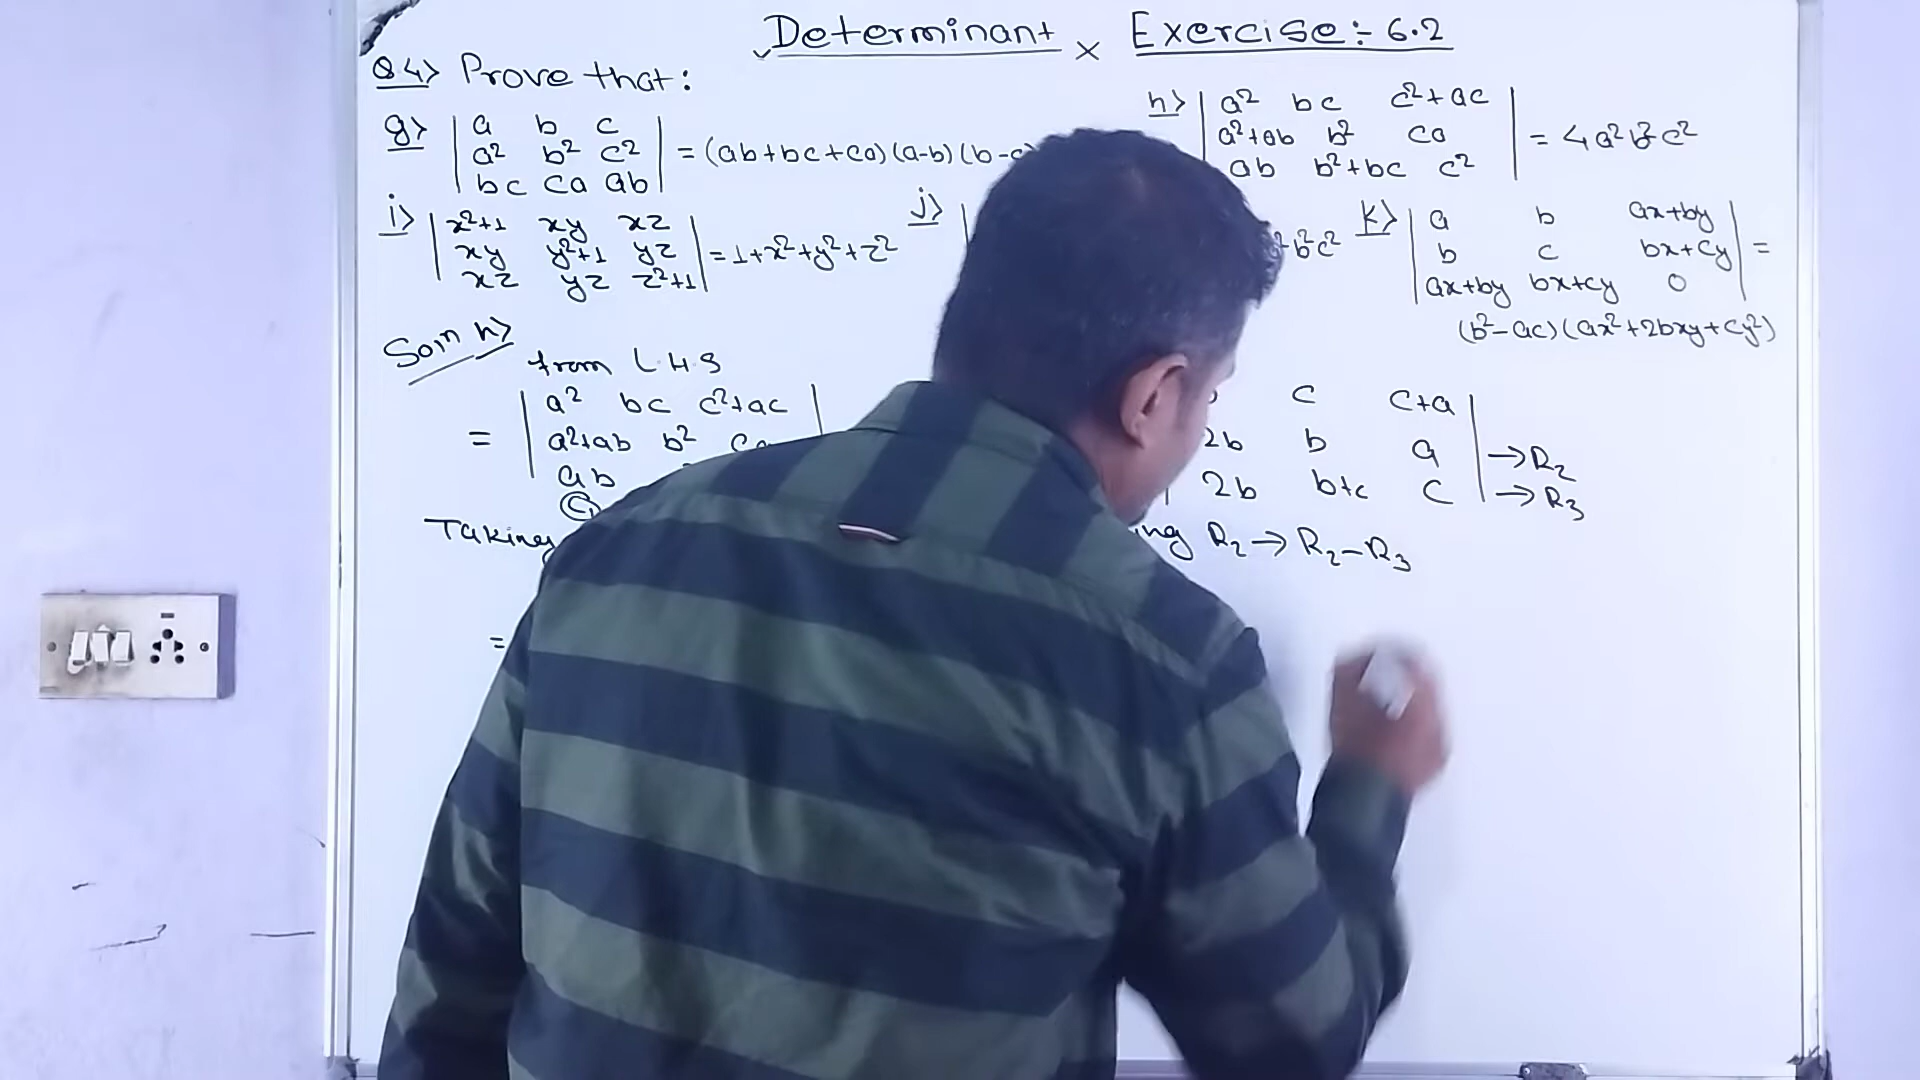 Determinant × Exercise:- 6.2
Q4> Prove that:
g> | a b c |
| a² b² c² | = (ab+bc+ca)(a-b)(b-c)
| bc ca ab |
h> | a² bc c²+ac |
| a²+ab b² ca | = 4a²b²c²
| ab b²+bc c² |
i> | x²+1 xy xz |
| xy y²+1 yz | = 1+x²+y²+z²
| xz yz z²+1 |
j> |
b²c²
k> | a b ax+by |
| b c bx+cy | =
| ax+by bx+cy 0 |
(b²-ac)(ax²+2bxy+cy²)
Soln h>
from L.H.S
= | a² bc c²+ac |
| a²+ab b² ca
| ab
Taking
=
c c+a |
2b b a | → R₂
2b b+c c | → R₃
ing R₂ → R₂-R₃